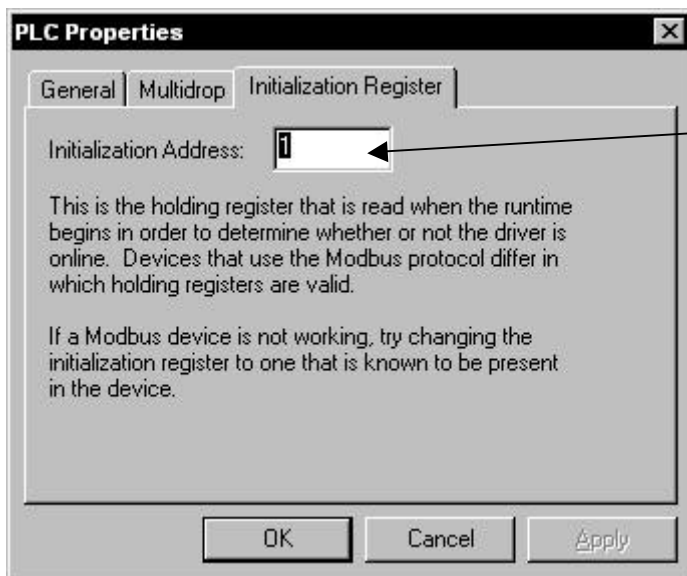 PLC Properties
General Multidrop Initialization Register
Initialization Address: 1
This is the holding register that is read when the runtime
begins in order to determine whether or not the driver is
online. Devices that use the Modbus protocol differ in
which holding registers are valid.
If a Modbus device is not working, try changing the
initialization register to one that is known to be present
in the device.
OK Cancel Apply